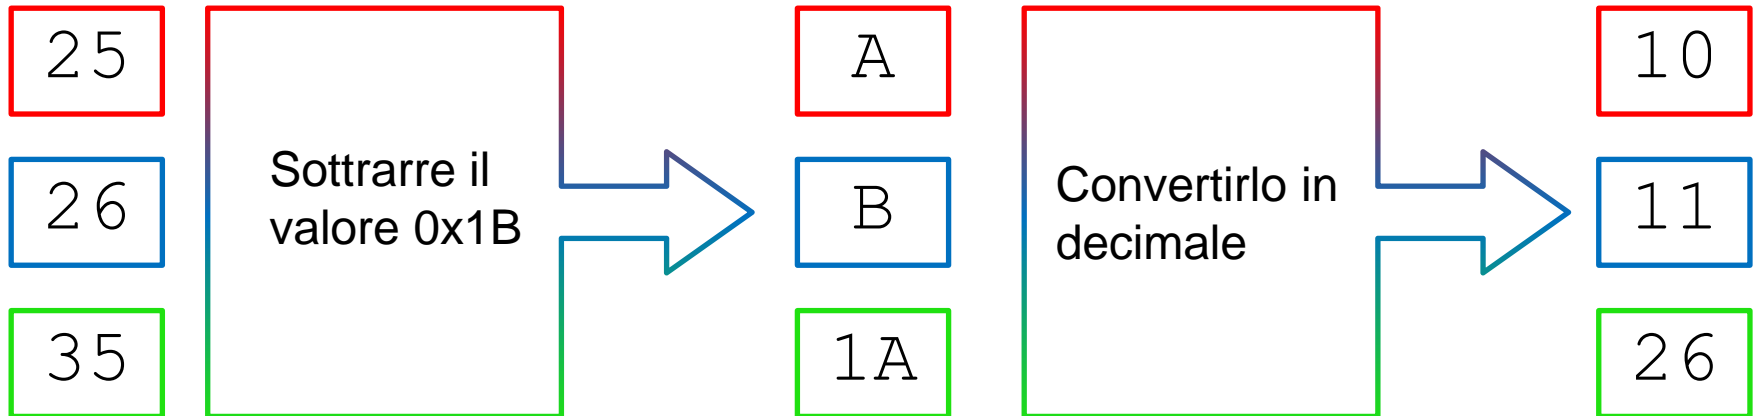 25
26
35
Sottrarre il
valore 0x1B
A
B
1A
Convertirlo in
decimale
10
11
26